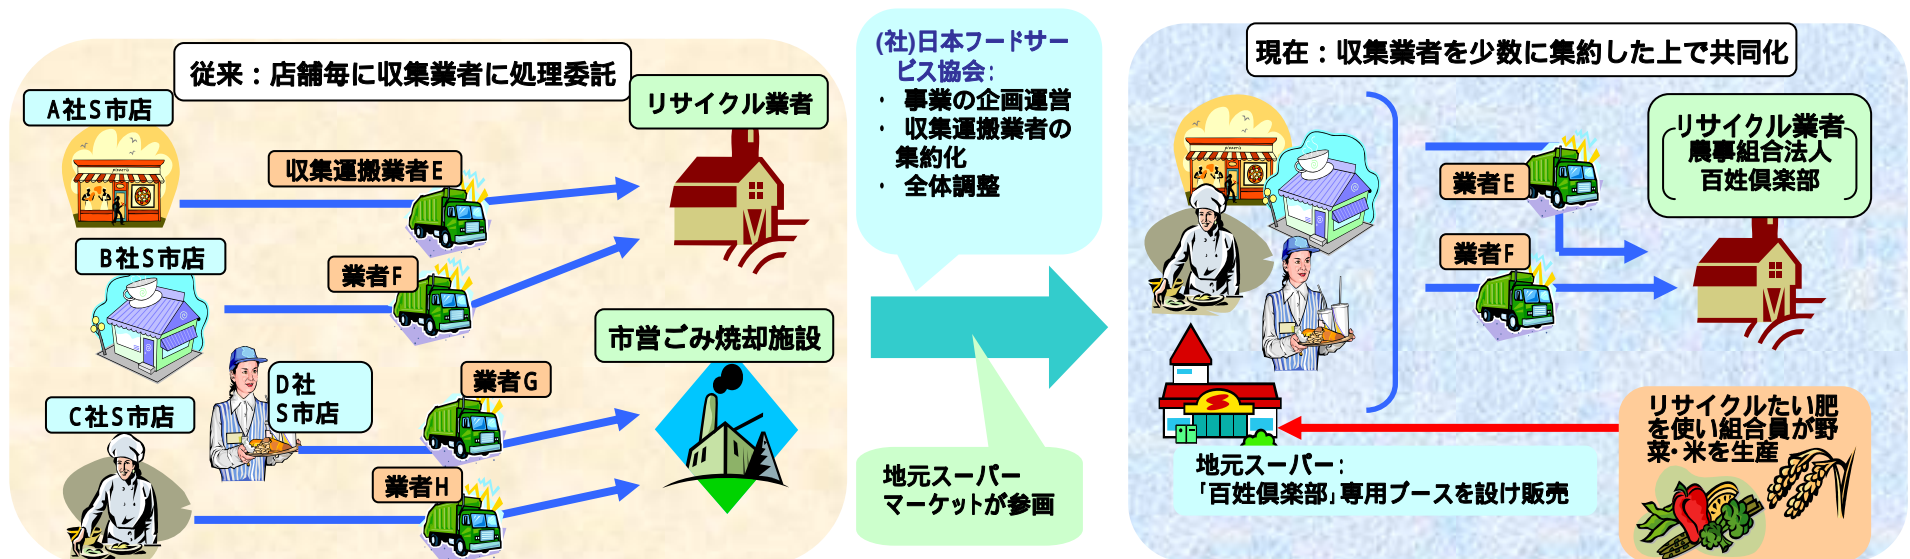 従来：店舗毎に収集業者に処理委託
A社S市店
リサイクル業者
収集運搬業者E
B社S市店
業者F
市営ごみ焼却施設
D社
S市店
業者G
C社S市店
業者H
(社)日本フードサー
ビス協会：
・ 事業の企画運営
・ 収集運搬業者の
集約化
・ 全体調整
地元スーパー
マーケットが参画
現在：収集業者を少数に集約した上で共同化
リサイクル業者
農事組合法人
百姓倶楽部
業者E
業者F
リサイクルたい肥
を使い組合員が野
菜・米を生産
地元スーパー：
「百姓倶楽部」専用ブースを設け販売